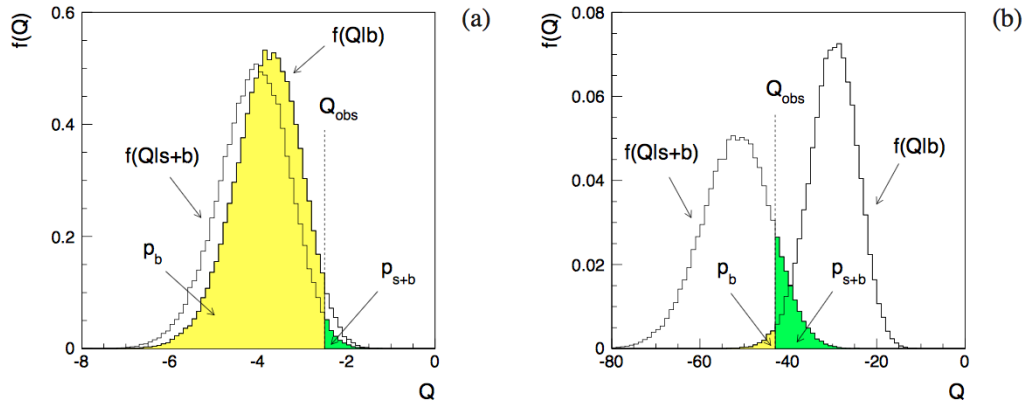 (a)
f(Q)
0.6
0.4
0.2
0
-8
-6
-4
-2
0
Q
f(Q|b)
Q_obs
f(Q|s+b)
p_b
p_s+b
(b)
f(Q)
0.08
0.06
0.04
0.02
0
-80
-60
-40
-20
0
Q
Q_obs
f(Q|s+b)
f(Q|b)
p_b
p_s+b